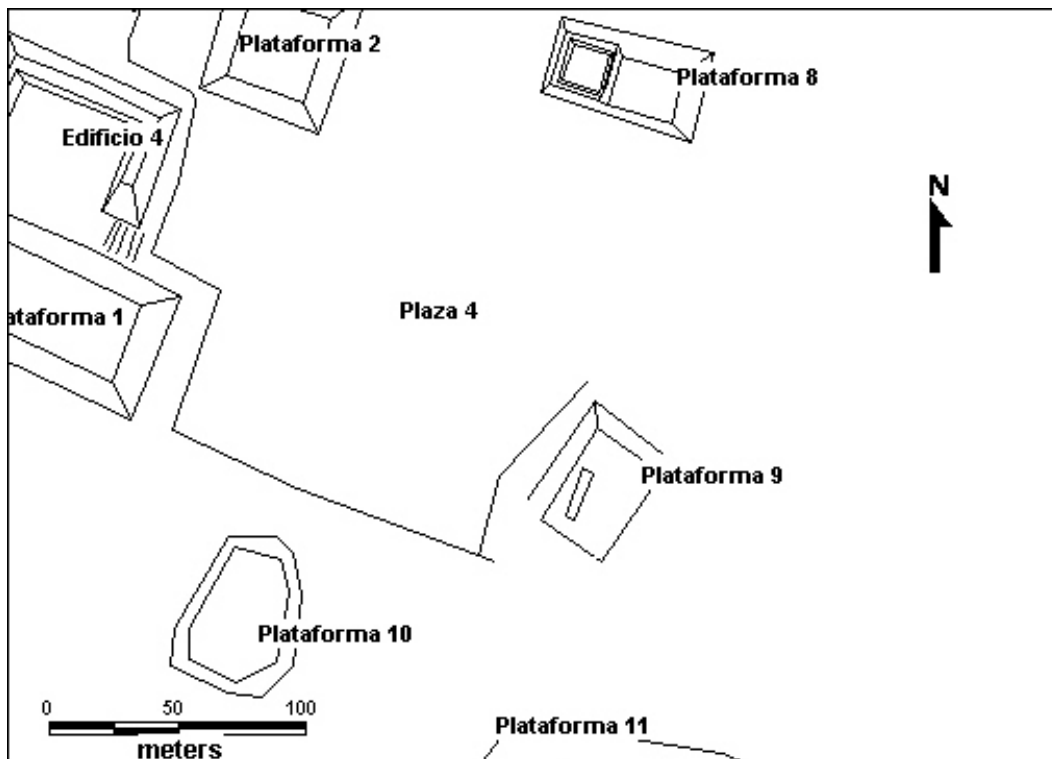 Plataforma 2
Plataforma 8
Edificio 4
N
Plaza 4
ataforma 1
Plataforma 9
Plataforma 10
0 50 100
meters
Plataforma 11